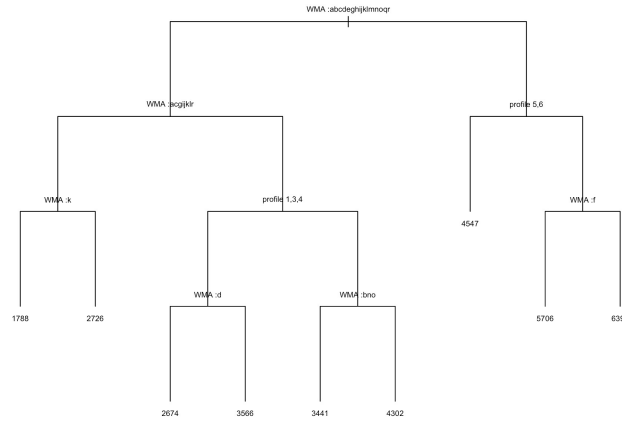 WMA :abcdeghijklmnoqr
WMA :acgijklr
profile 5,6
WMA :k
profile 1,3,4
WMA :f
4547
WMA :d
WMA :bno
1788
2726
5706
639
2674
3566
3441
4302